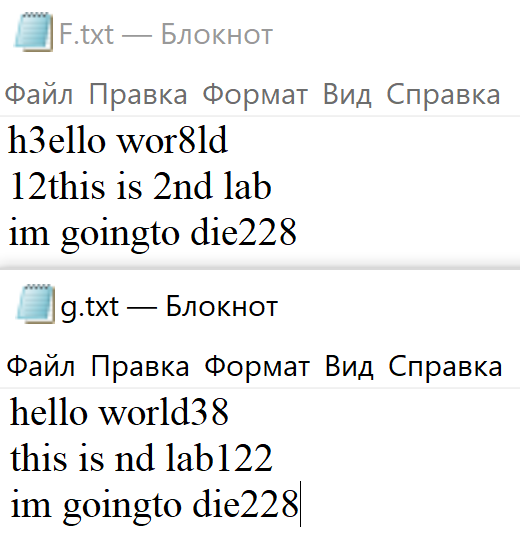 F.txt — Блокнот
Файл Правка Формат Вид Справка
h3ello wor8ld
12this is 2nd lab
im goingto die228
g.txt — Блокнот
Файл Правка Формат Вид Справка
hello world38
this is nd lab122
im goingto die228